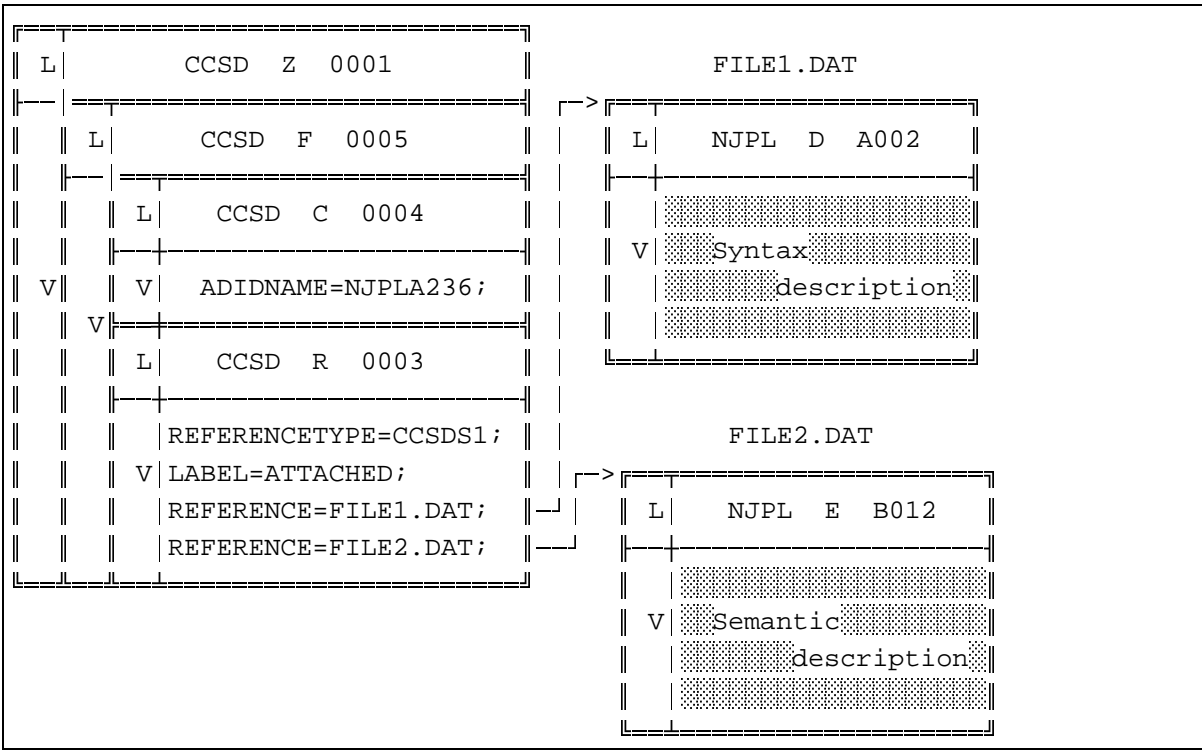 L CCSD Z 0001
L CCSD F 0005
L CCSD C 0004
V
V
V ADIDNAME=NJPLA236;
L CCSD R 0003
V
REFERENCETYPE=CCSDS1;
LABEL=ATTACHED;
REFERENCE=FILE1.DAT;
REFERENCE=FILE2.DAT;
FILE1.DAT
L NJPL D A002
V Syntax
description
FILE2.DAT
L NJPL E B012
V Semantic
description